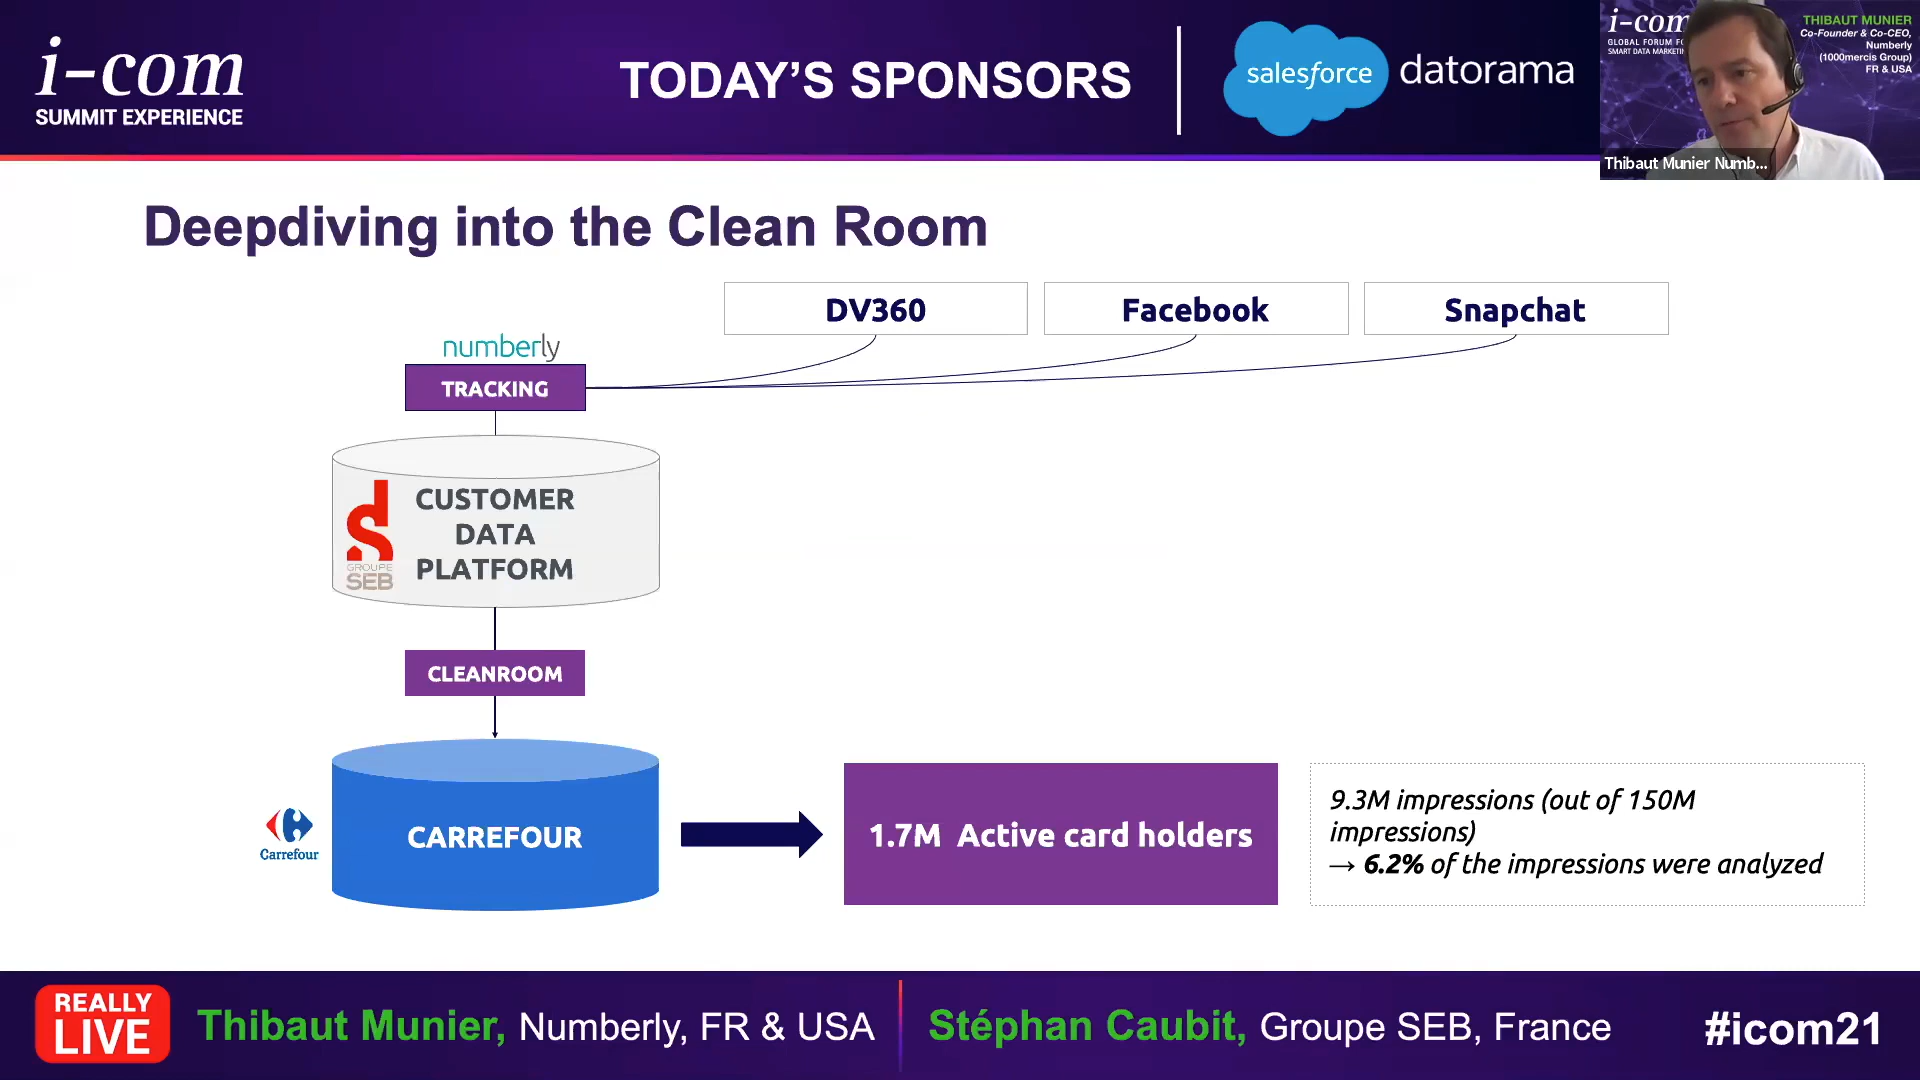 i-com
SUMMIT EXPERIENCE
TODAY'S SPONSORS
salesforce
datorama
i-com
GLOBAL FORUM FO
SMART DATA MARKETIN
THIBAUT MUNIER
Co-Founder & Co-CEO,
Numberly
(1000mercis Group)
FR & USA
Thibaut Munier Numb...
Deepdiving into the Clean Room
DV360
Facebook
Snapchat
numberly
TRACKING
CUSTOMER
DATA
PLATFORM
GROUPE
SEB
CLEANROOM
Carrefour
CARREFOUR
1.7M Active card holders
9.3M impressions (out of 150M
impressions)
→ 6.2% of the impressions were analyzed
REALLY
LIVE
Thibaut Munier, Numberly, FR & USA
Stéphan Caubit, Groupe SEB, France
#icom21